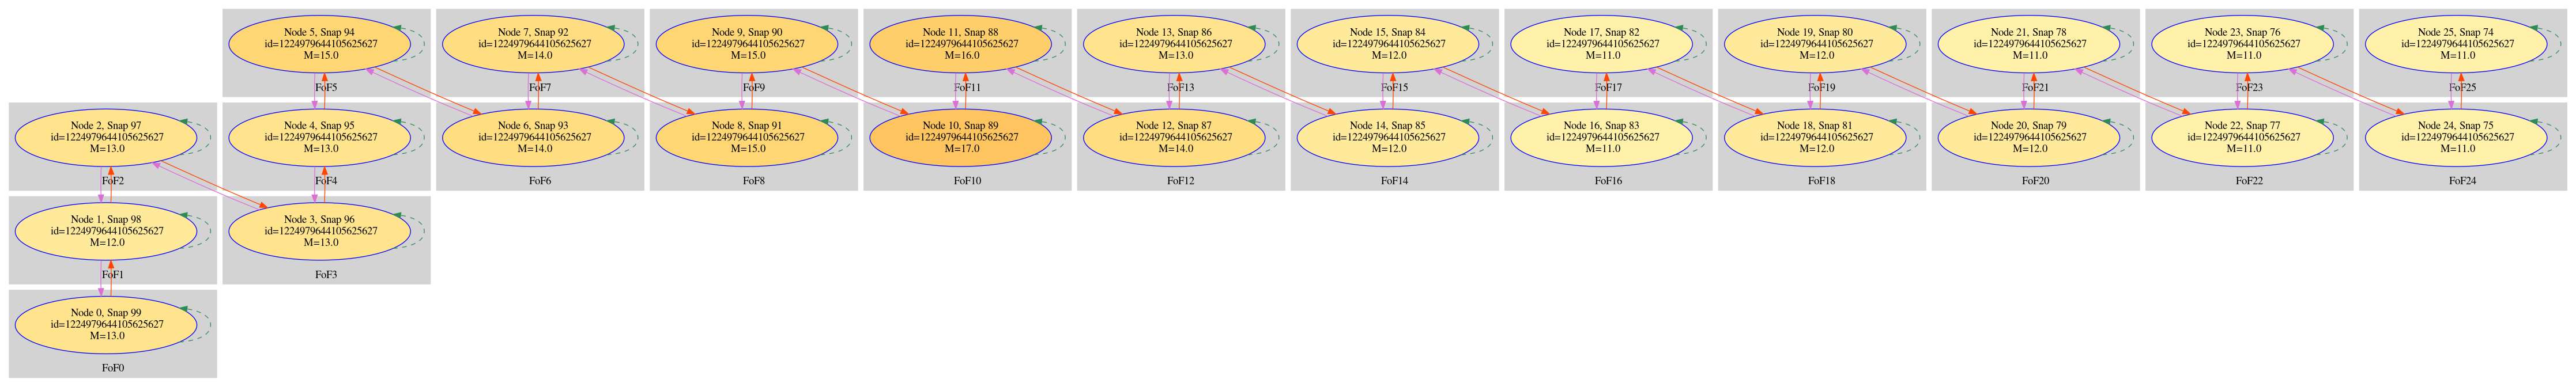 Node 5, Snap 94
id=1224979644105625627
M=15.0
FoF5
Node 7, Snap 92
id=1224979644105625627
M=14.0
FoF7
Node 9, Snap 90
id=1224979644105625627
M=15.0
FoF9
Node 11, Snap 88
id=1224979644105625627
M=16.0
FoF11
Node 13, Snap 86
id=1224979644105625627
M=13.0
FoF13
Node 15, Snap 84
id=1224979644105625627
M=12.0
FoF15
Node 17, Snap 82
id=1224979644105625627
M=11.0
FoF17
Node 19, Snap 80
id=1224979644105625627
M=12.0
FoF19
Node 21, Snap 78
id=1224979644105625627
M=11.0
FoF21
Node 23, Snap 76
id=1224979644105625627
M=11.0
FoF23
Node 25, Snap 74
id=1224979644105625627
M=11.0
FoF25
Node 2, Snap 97
id=1224979644105625627
M=13.0
FoF2
Node 4, Snap 95
id=1224979644105625627
M=13.0
FoF4
Node 6, Snap 93
id=1224979644105625627
M=14.0
FoF6
Node 8, Snap 91
id=1224979644105625627
M=15.0
FoF8
Node 10, Snap 89
id=1224979644105625627
M=17.0
FoF10
Node 12, Snap 87
id=1224979644105625627
M=14.0
FoF12
Node 14, Snap 85
id=1224979644105625627
M=12.0
FoF14
Node 16, Snap 83
id=1224979644105625627
M=11.0
FoF16
Node 18, Snap 81
id=1224979644105625627
M=12.0
FoF18
Node 20, Snap 79
id=1224979644105625627
M=12.0
FoF20
Node 22, Snap 77
id=1224979644105625627
M=11.0
FoF22
Node 24, Snap 75
id=1224979644105625627
M=11.0
FoF24
Node 1, Snap 98
id=1224979644105625627
M=12.0
FoF1
Node 3, Snap 96
id=1224979644105625627
M=13.0
FoF3
Node 0, Snap 99
id=1224979644105625627
M=13.0
FoF0